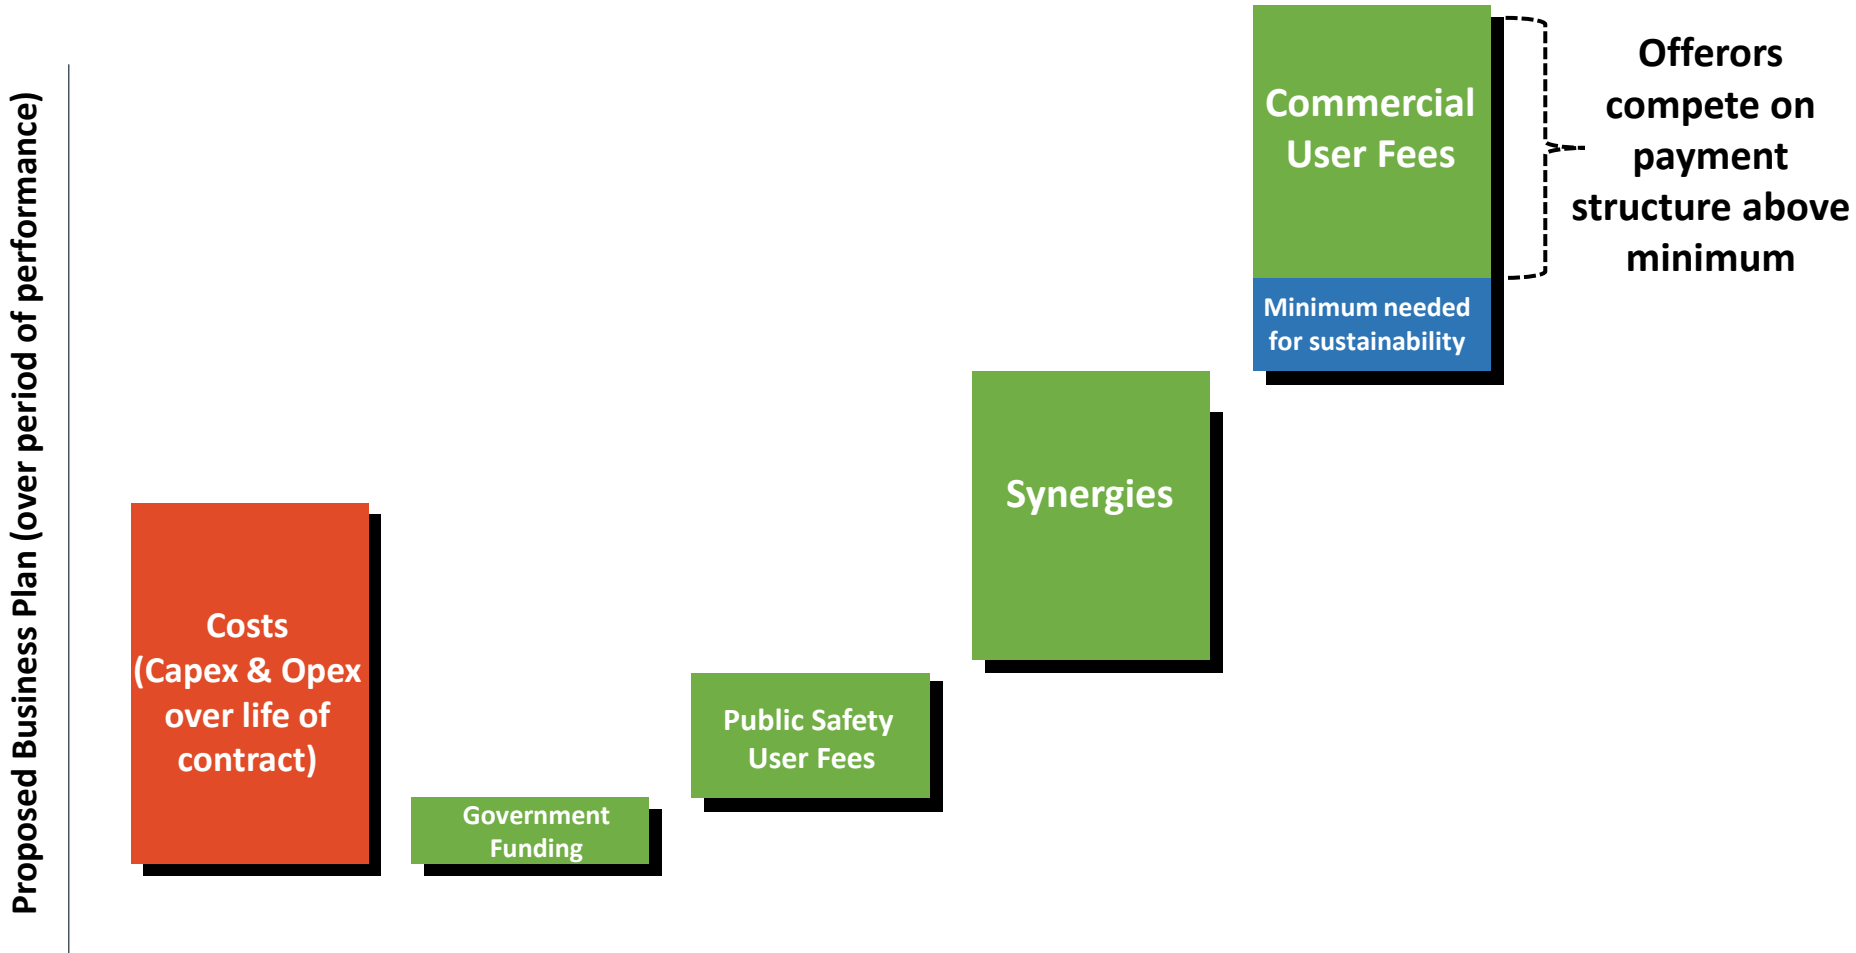 Proposed Business Plan (over period of performance)
Costs
(Capex & Opex
over life of
contract)
Government
Funding
Public Safety
User Fees
Synergies
Commercial
User Fees
Minimum needed
for sustainability
Offerors
compete on
payment
structure above
minimum